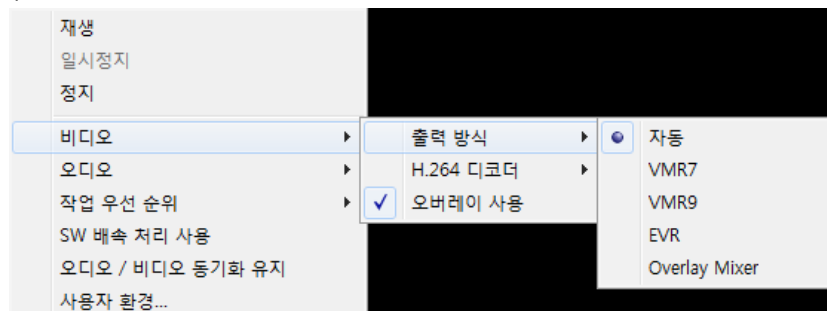 재생
일시정지
정지
비디오
오디오
작업 우선 순위
SW 배속 처리 사용
오디오 / 비디오 동기화 유지
사용자 환경...
출력 방식
H.264 디코더
오버레이 사용
자동
VMR7
VMR9
EVR
Overlay Mixer